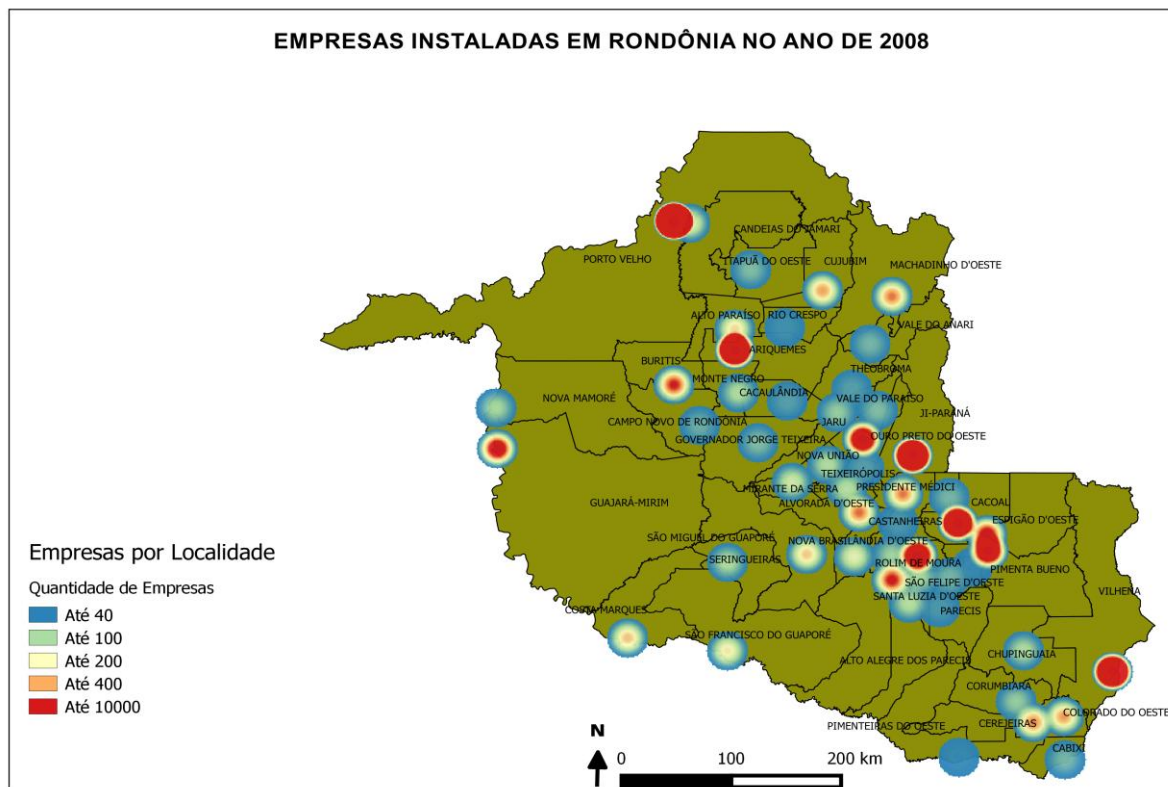 EMPRESAS INSTALADAS EM RONDÔNIA NO ANO DE 2008
CANDEIAS DO JAMARI
PORTO VELHO
ITAPUÃ DO OESTE
CUJUBIM
MACHADINHO D'OESTE
ALTO PARAÍSO
RIO CRESPO
VALE DO ANARI
ARIQUEMES
BURITIS
THEOBROMA
MONTE NEGRO
CACAULÂNDIA
NOVA MAMORÉ
VALE DO PARAÍSO
JI-PARANÁ
CAMPO NOVO DE RONDÔNIA
JARU
GOVERNADOR JORGE TEIXEIRA
OURO PRETO DO OESTE
NOVA UNIÃO
TEIXEIRÓPOLIS
MIRANTE DA SERRA
PRESIDENTE MÉDICI
GUAJARÁ-MIRIM
ALVORADA D'OESTE
CACOAL
CASTANHEIRAS
ESPIGÃO D'OESTE
SÃO MIGUEL DO GUAPORÉ
NOVA BRASILÂNDIA D'OESTE
SERINGUEIRAS
ROLIM DE MOURA
PIMENTA BUENO
SÃO FELIPE D'OESTE
VILHENA
SANTA LUZIA D'OESTE
COSTA MARQUES
PARECIS
SÃO FRANCISCO DO GUAPORÉ
CHUPINGUAIA
ALTO ALEGRE DOS PARECIS
CORUMBIARA
COLORADO DO OESTE
CEREJEIRAS
PIMENTEIRAS DO OESTE
CABIXI
Empresas por Localidade
Quantidade de Empresas
Até 40
Até 100
Até 200
Até 400
Até 10000
N
0 100 200 km